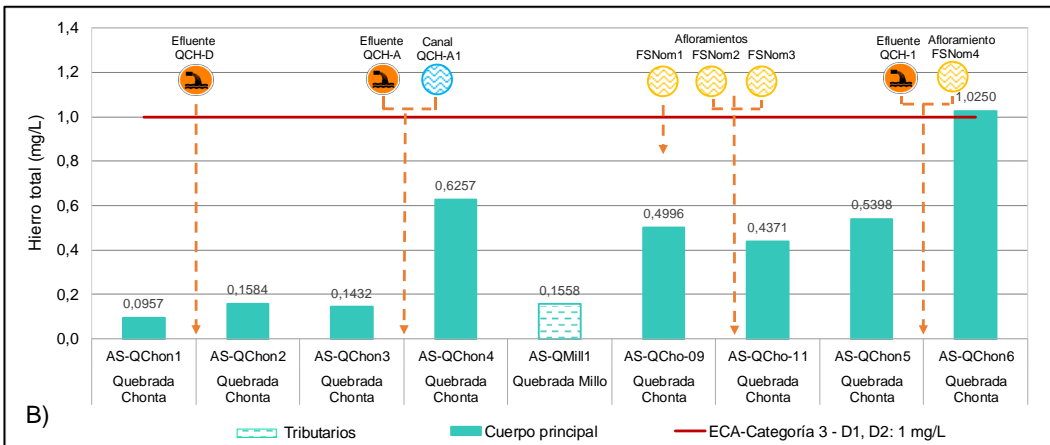 Hierro total (mg/L)
1,4
1,2
1,0
0,8
0,6
0,4
0,2
0,0
Efluente
QCH-D
Efluente
QCH-A
Canal
QCH-A1
Afloramientos
FSNom1 FSNom2 FSNom3
Efluente
QCH-1
Afloramiento
FSNom4
0,0957
0,1584
0,1432
0,6257
0,1558
0,4996
0,4371
0,5398
1,0250
AS-QChon1 AS-QChon2 AS-QChon3 AS-QChon4 AS-QMill1 AS-QCho-09 AS-QCho-11 AS-QChon5 AS-QChon6
Quebrada Quebrada Quebrada Quebrada Quebrada Millo Quebrada Quebrada Quebrada Quebrada
Chonta Chonta Chonta Chonta Chonta Chonta Chonta Chonta
B)
Tributarios Cuerpo principal ECA-Categoría 3 - D1, D2: 1 mg/L